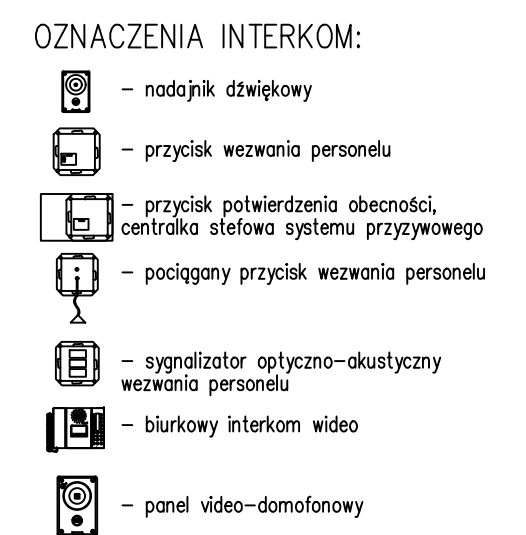 OZNACZENIA INTERKOM:
– nadajnik dźwiękowy
– przycisk wezwania personelu
– przycisk potwierdzenia obecności,
centralka stefowa systemu przyzywowego
– pociągany przycisk wezwania personelu
– sygnalizator optyczno–akustyczny
wezwania personelu
– biurkowy interkom wideo
– panel video–domofonowy